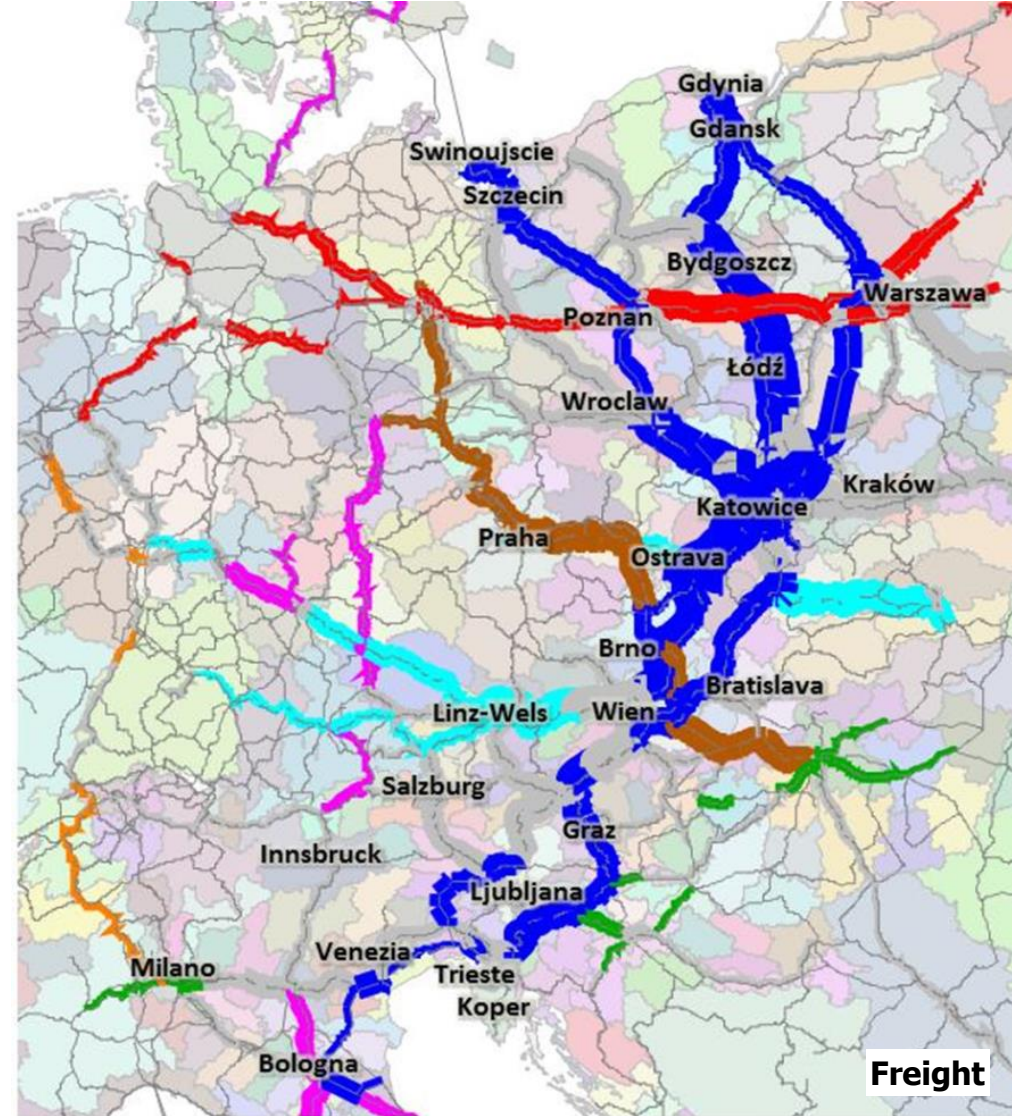 Gdynia
Gdansk
Swinoujscie
Szczecin
Bydgoszcz
Warszawa
Poznan
Łódź
Wroclaw
Kraków
Katowice
Praha
Ostrava
Brno
Bratislava
Linz-Wels
Wien
Salzburg
Graz
Innsbruck
Ljubljana
Venezia
Milano
Trieste
Koper
Bologna
Freight